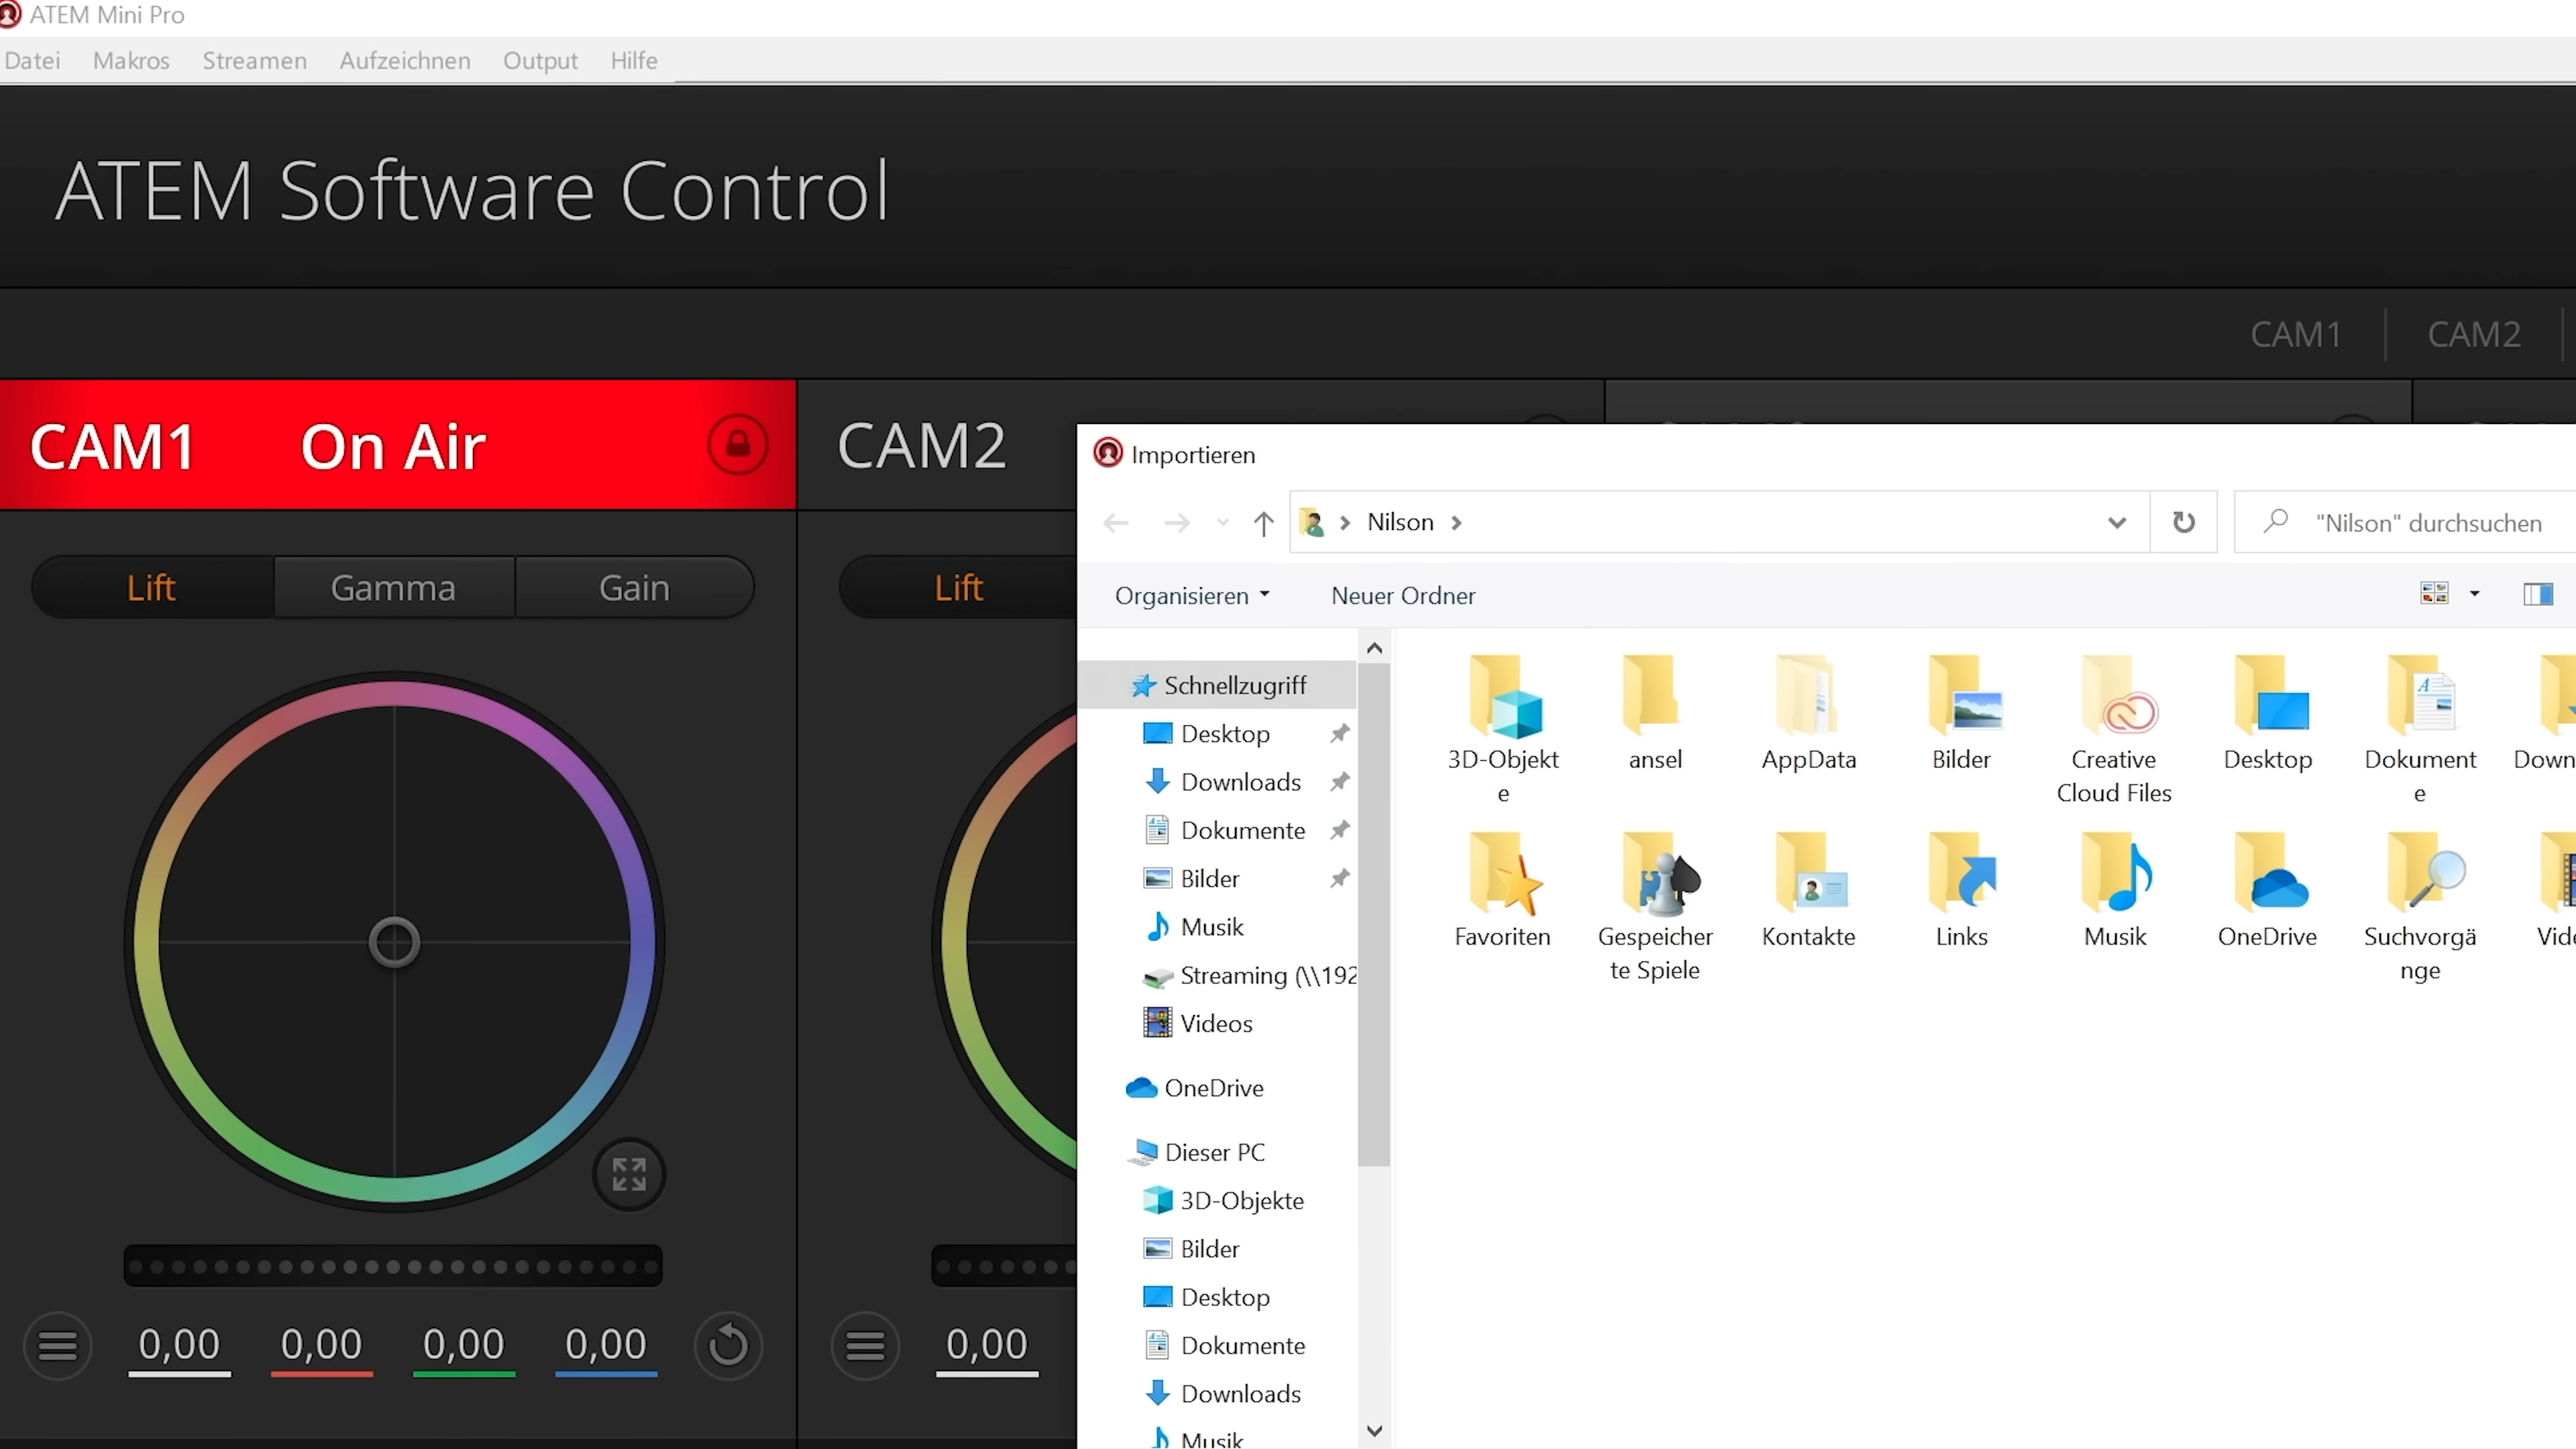 ATEM Mini Pro
Datei Makros Streamen Aufzeichnen Output Hilfe
ATEM Software Control
CAM1 CAM2
CAM1 On Air
CAM2
Lift Gamma Gain
Lift
0,00 0,00 0,00 0,00
0,00
Importieren
Nilson
"Nilson" durchsuchen
Organisieren Neuer Ordner
Schnellzugriff
Desktop
Downloads
Dokumente
Bilder
Musik
Streaming (\\192
Videos
OneDrive
Dieser PC
3D-Objekte
Bilder
Desktop
Dokumente
Downloads
Musik
3D-Objekt
e
ansel
AppData
Bilder
Creative
Cloud Files
Desktop
Dokument
e
Down
Favoriten
Gespeicher
te Spiele
Kontakte
Links
Musik
OneDrive
Suchvorgä
nge
Vide